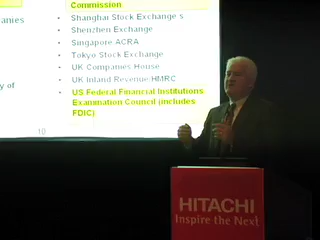 Commission
anies
• Shanghai Stock Exchange s
• Shenzhen Exchange
• Singapore ACRA
• Tokyo Stock Exchange
• UK Companies House
• UK Inland Revenue HMRC
y of
• US Federal Financial Institutions
Examination Council (includes
FDIC)
10
HITACHI
Inspire the Next